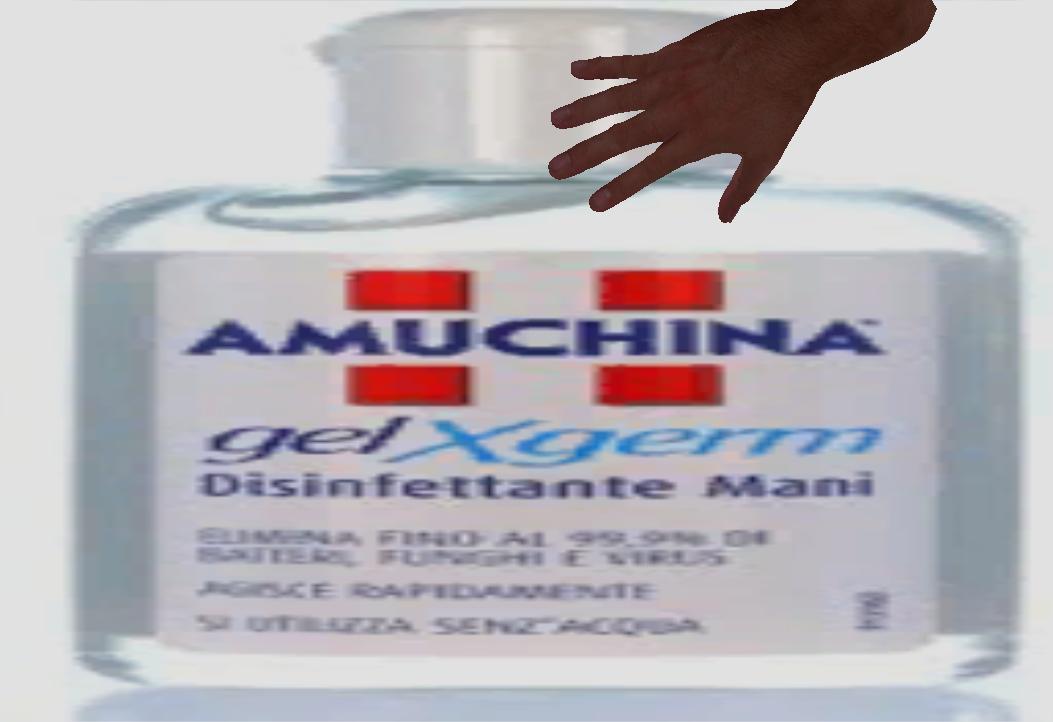 AMUCHINA
gel Xgerm
Disinfettante Mani
ELIMINA FINO AL 99,9% DI
BATTERI, FUNGHI E VIRUS
AGISCE RAPIDAMENTE
SI UTILIZZA SENZ'ACQUA